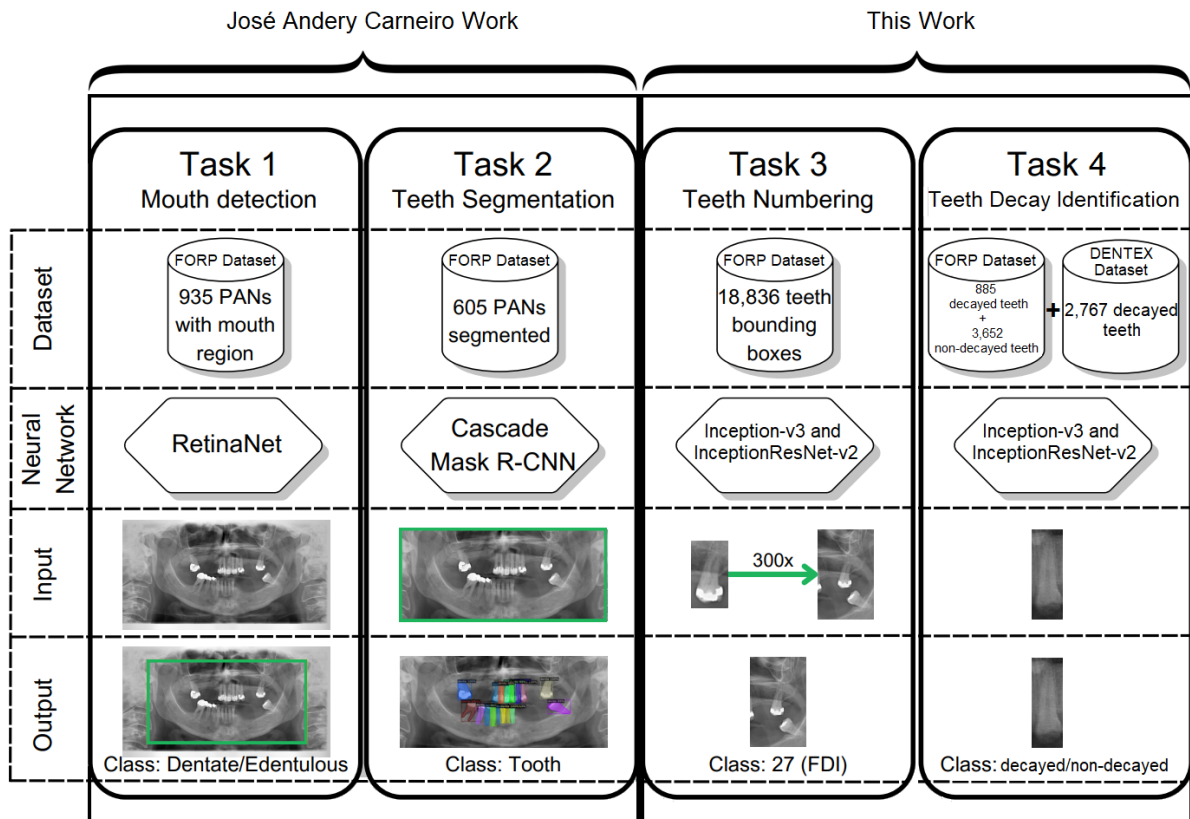 José Andery Carneiro Work
This Work
Task 1
Mouth detection
Task 2
Teeth Segmentation
Task 3
Teeth Numbering
Task 4
Teeth Decay Identification
Dataset
FORP Dataset
935 PANs
with mouth
region
FORP Dataset
605 PANs
segmented
FORP Dataset
18,836 teeth
bounding
boxes
FORP Dataset
885
decayed teeth
+
3,652
non-decayed teeth
+
DENTEX
Dataset
2,767 decayed
teeth
Neural
Network
RetinaNet
Cascade
Mask R-CNN
Inception-v3 and
InceptionResNet-v2
Inception-v3 and
InceptionResNet-v2
Input
300x
Output
Class: Dentate/Edentulous
Class: Tooth
Class: 27 (FDI)
Class: decayed/non-decayed